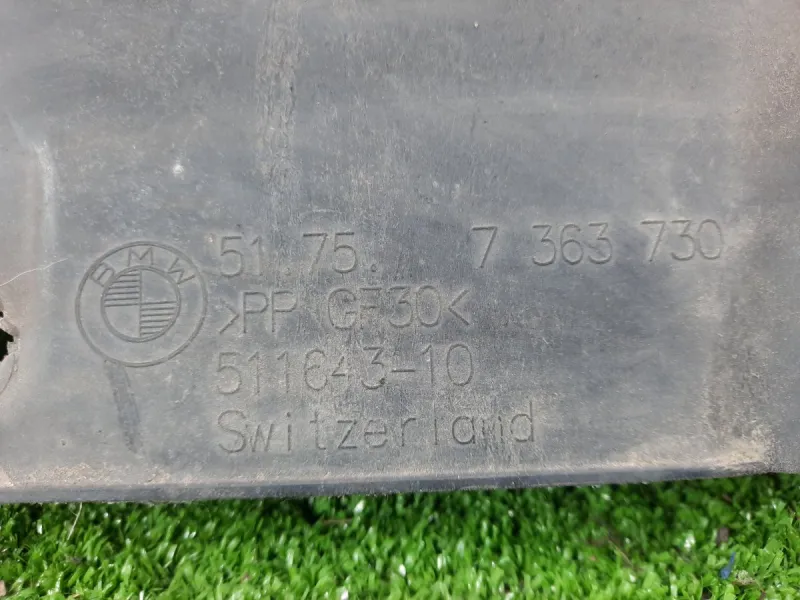 BMW
51.75. 7 363 730
>PP GF30<
511643-10
Switzerland